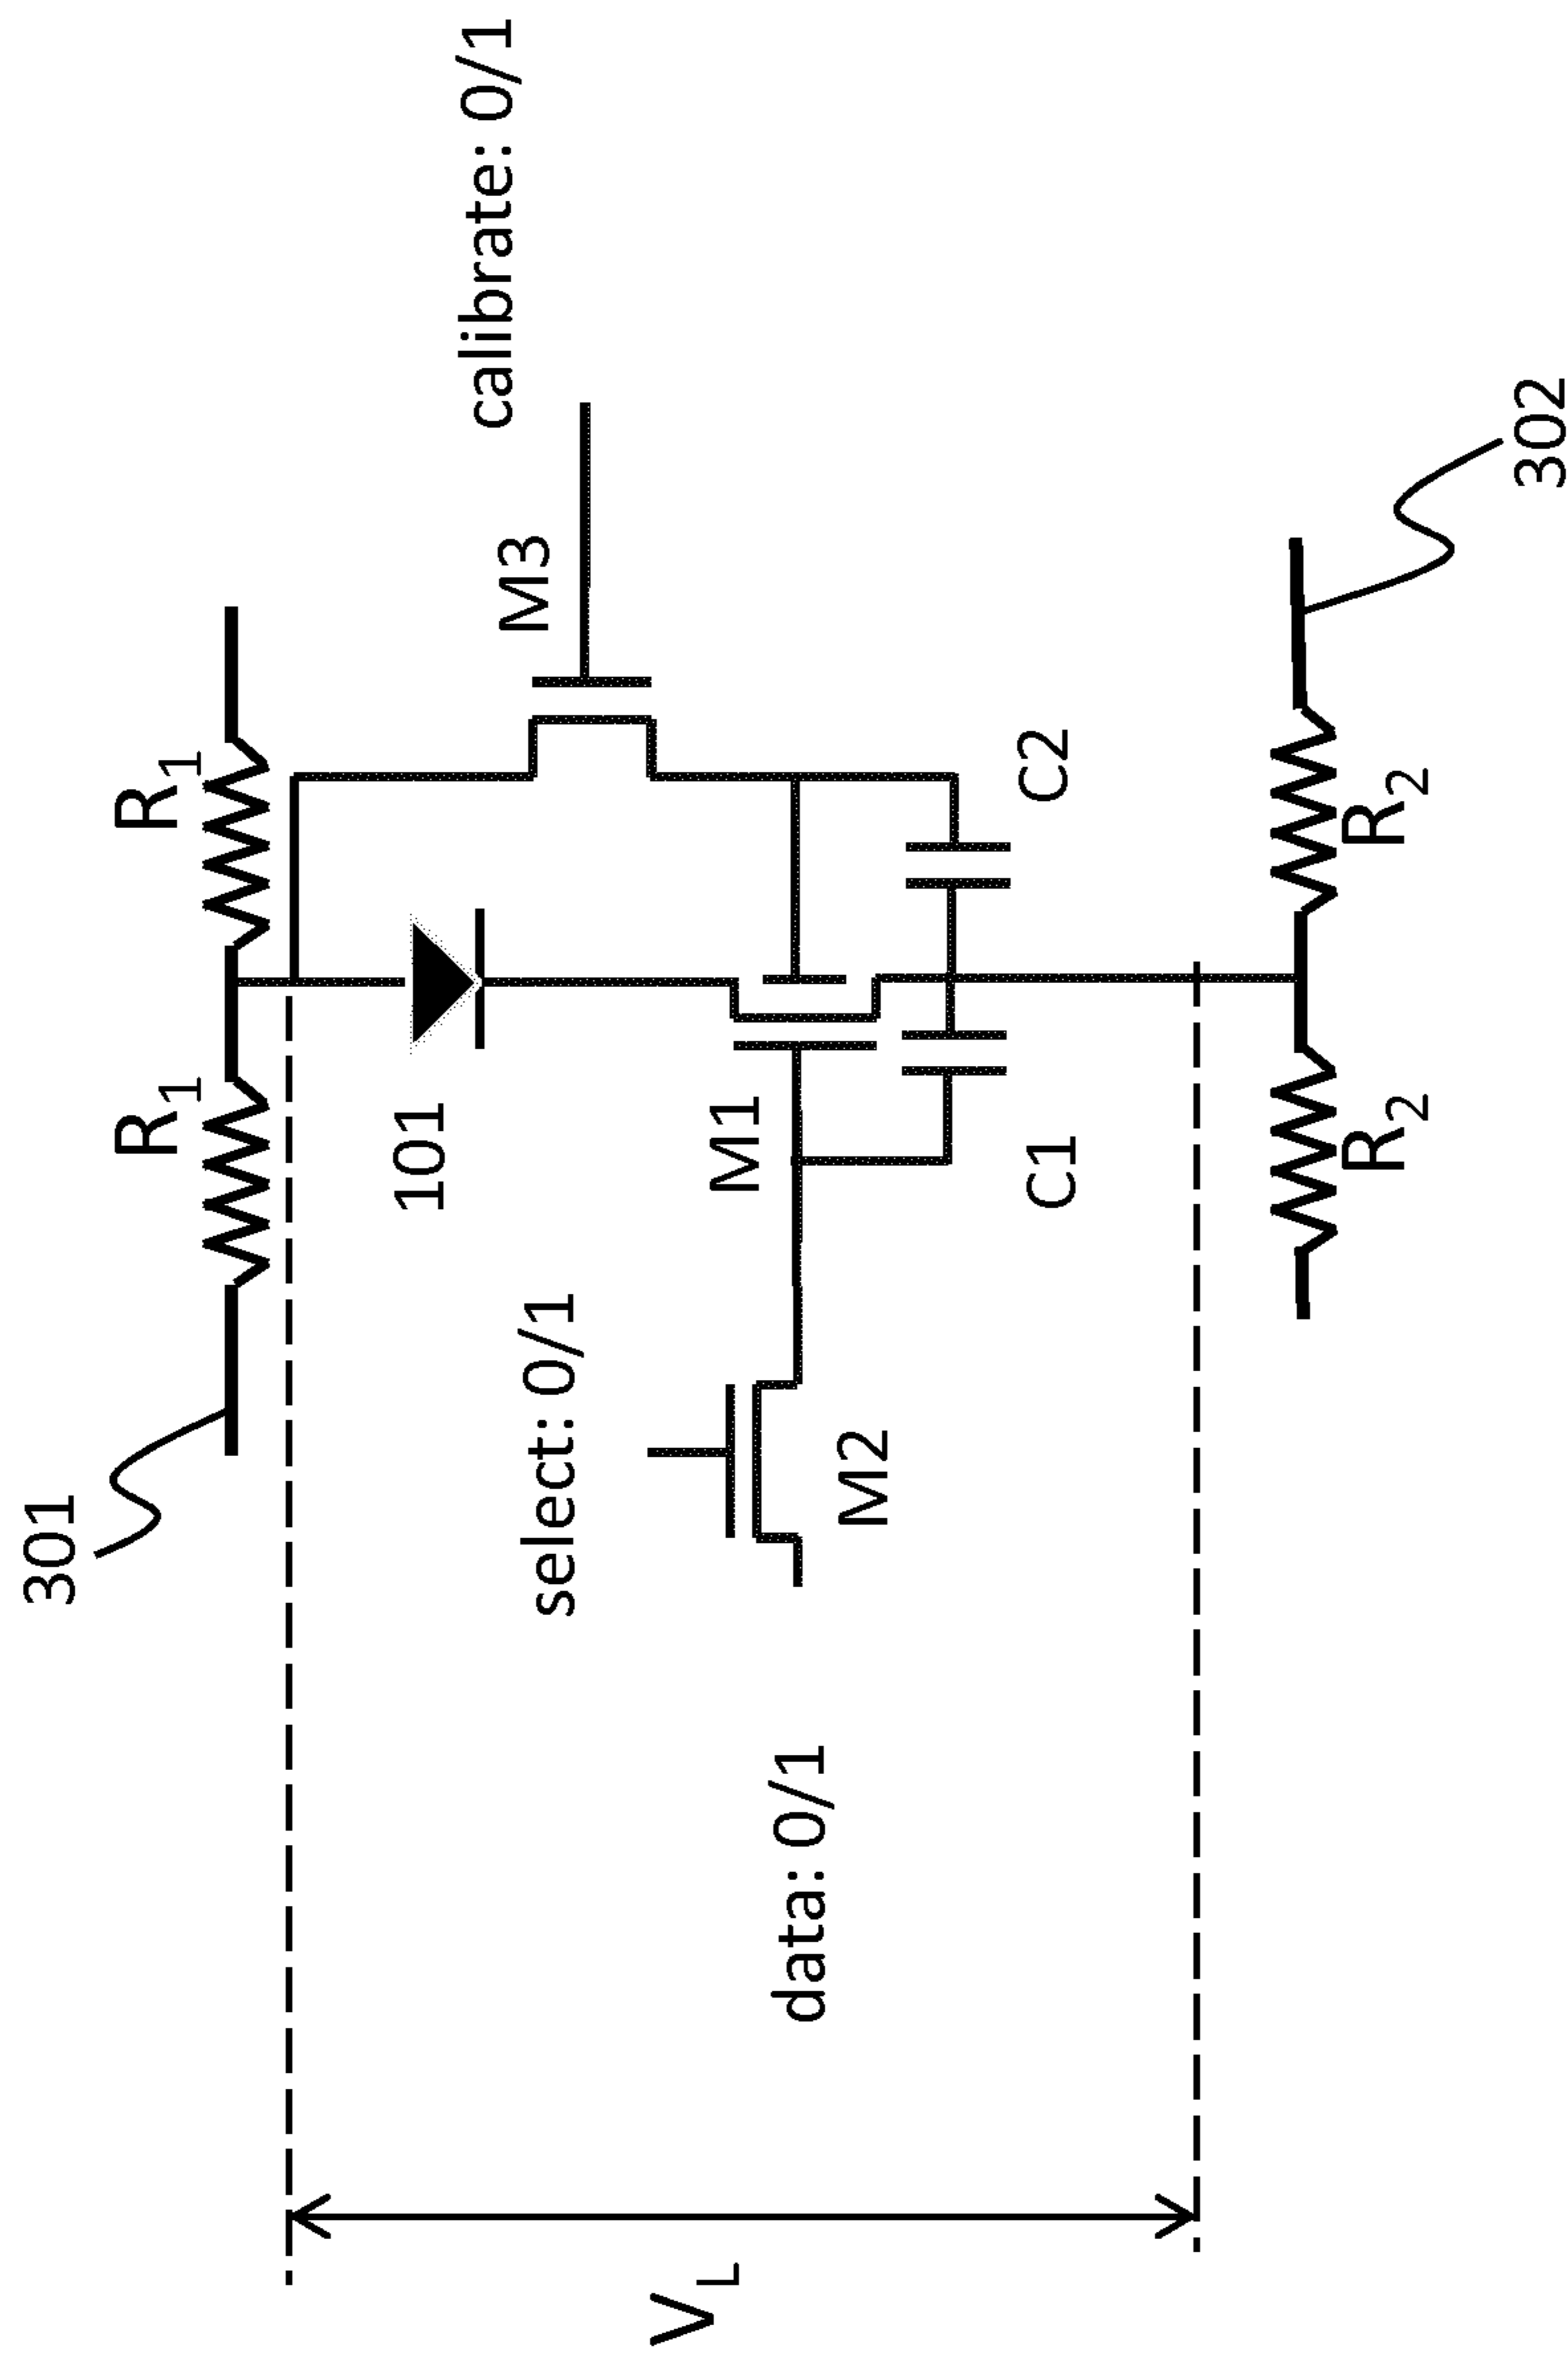 301
R1
R1
101
M3
calibrate: 0/1
select: 0/1
M1
M2
data: 0/1
C1
C2
VL
R2
R2
302